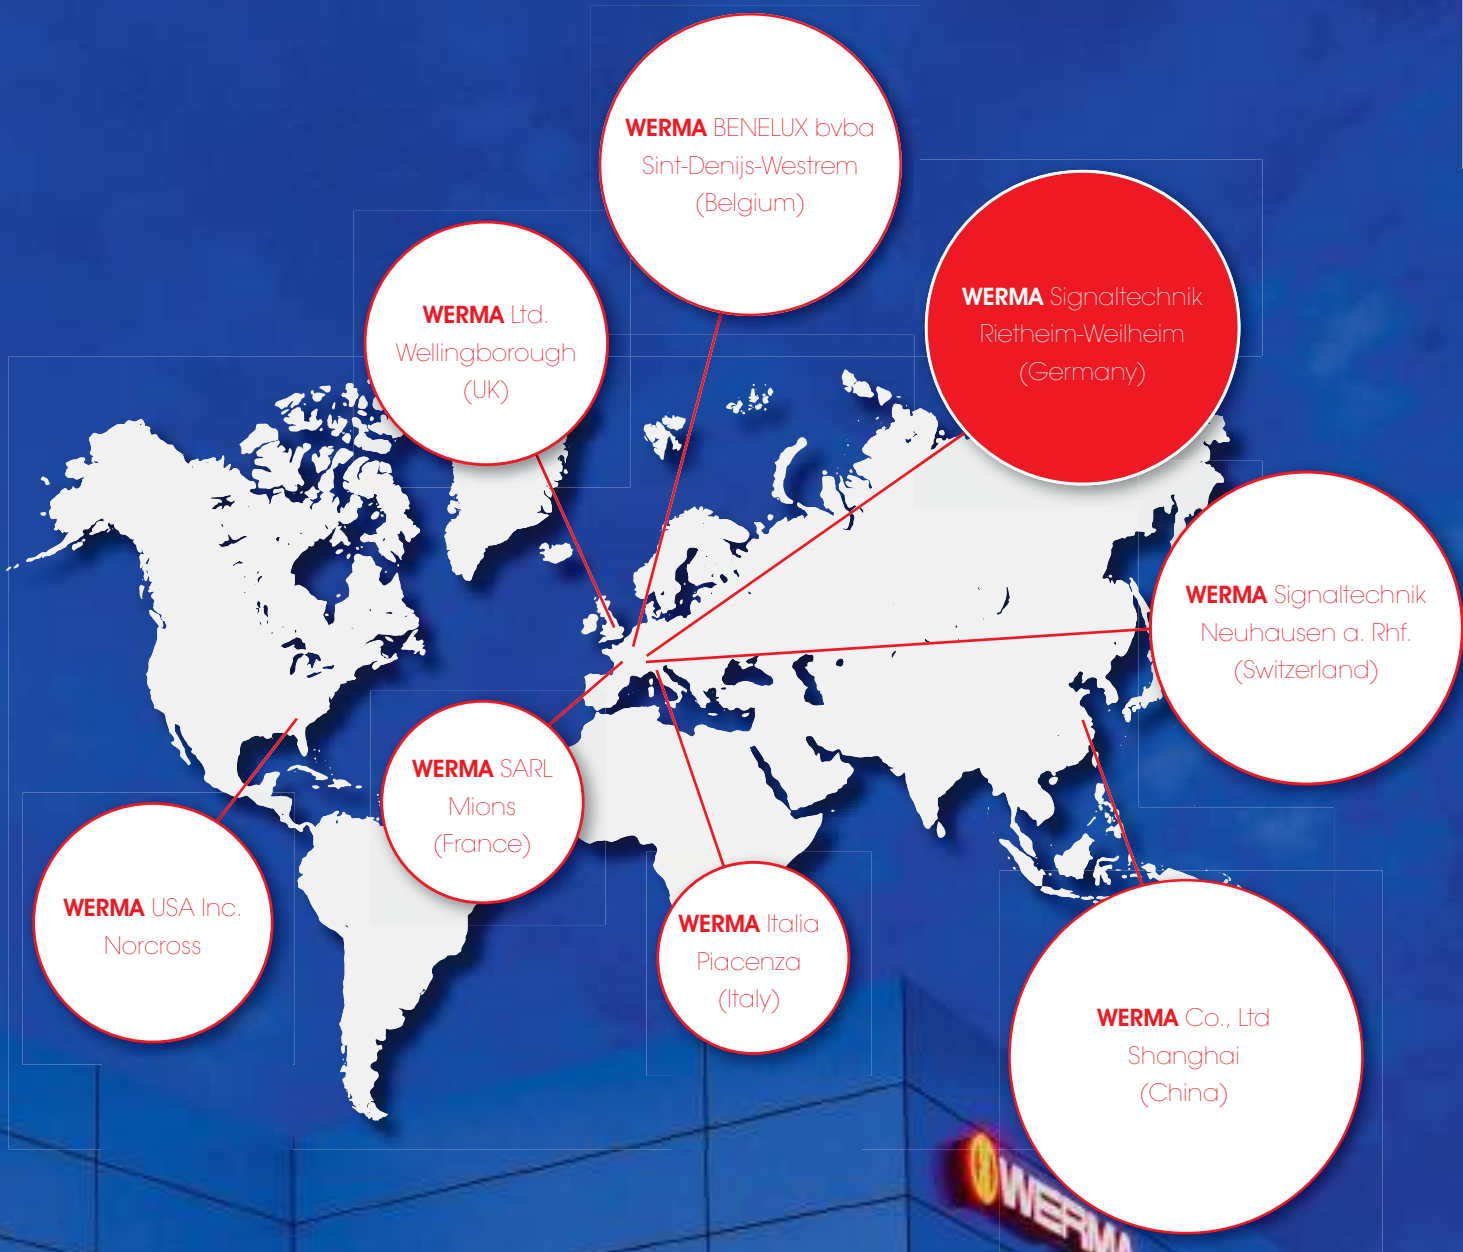 WERMA BENELUX bvba
Sint-Denijs-Westrem
(Belgium)
WERMA Signaltechnik
Rietheim-Weilheim
(Germany)
WERMA Ltd.
Wellingborough
(UK)
WERMA Signaltechnik
Neuhausen a. Rhf.
(Switzerland)
WERMA SARL
Mions
(France)
WERMA USA Inc.
Norcross
WERMA Italia
Piacenza
(Italy)
WERMA Co., Ltd
Shanghai
(China)
WERMA